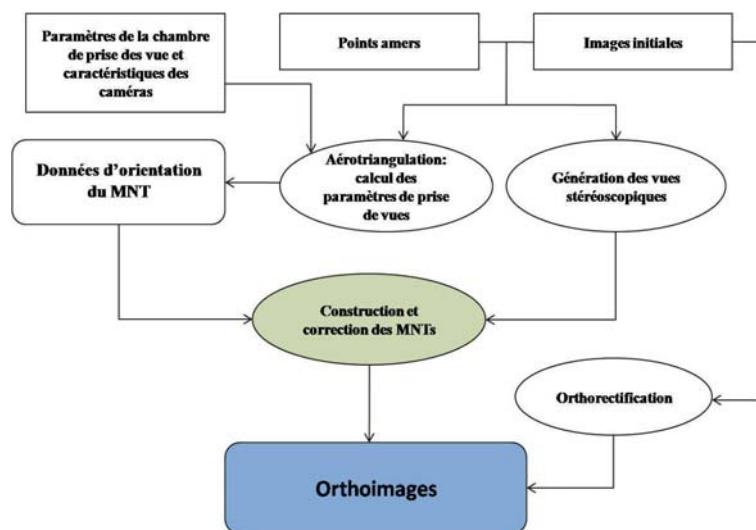 Paramètres de la chambre
de prise des vue et
caractéristiques des
caméras
Points amers
Images initiales
Données d'orientation
du MNT
Aérotriangulation:
calcul des
paramètres de prise
de vues
Génération des vues
stéréoscopiques
Construction et
correction des MNTs
Orthorectification
Orthoimages